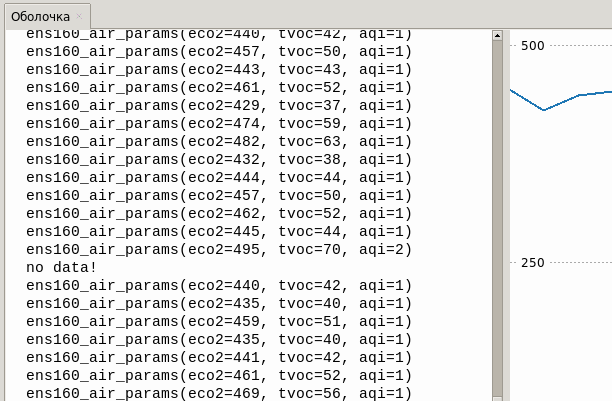 Оболочка
ens160_air_params(eco2=440, tvoc=42, aqi=1)
ens160_air_params(eco2=457, tvoc=50, aqi=1)
ens160_air_params(eco2=443, tvoc=43, aqi=1)
ens160_air_params(eco2=461, tvoc=52, aqi=1)
ens160_air_params(eco2=429, tvoc=37, aqi=1)
ens160_air_params(eco2=474, tvoc=59, aqi=1)
ens160_air_params(eco2=482, tvoc=63, aqi=1)
ens160_air_params(eco2=432, tvoc=38, aqi=1)
ens160_air_params(eco2=444, tvoc=44, aqi=1)
ens160_air_params(eco2=457, tvoc=50, aqi=1)
ens160_air_params(eco2=462, tvoc=52, aqi=1)
ens160_air_params(eco2=445, tvoc=44, aqi=1)
ens160_air_params(eco2=495, tvoc=70, aqi=2)
no data!
ens160_air_params(eco2=440, tvoc=42, aqi=1)
ens160_air_params(eco2=435, tvoc=40, aqi=1)
ens160_air_params(eco2=459, tvoc=51, aqi=1)
ens160_air_params(eco2=435, tvoc=40, aqi=1)
ens160_air_params(eco2=441, tvoc=42, aqi=1)
ens160_air_params(eco2=461, tvoc=52, aqi=1)
ens160_air_params(eco2=469, tvoc=56, aqi=1)
500
250